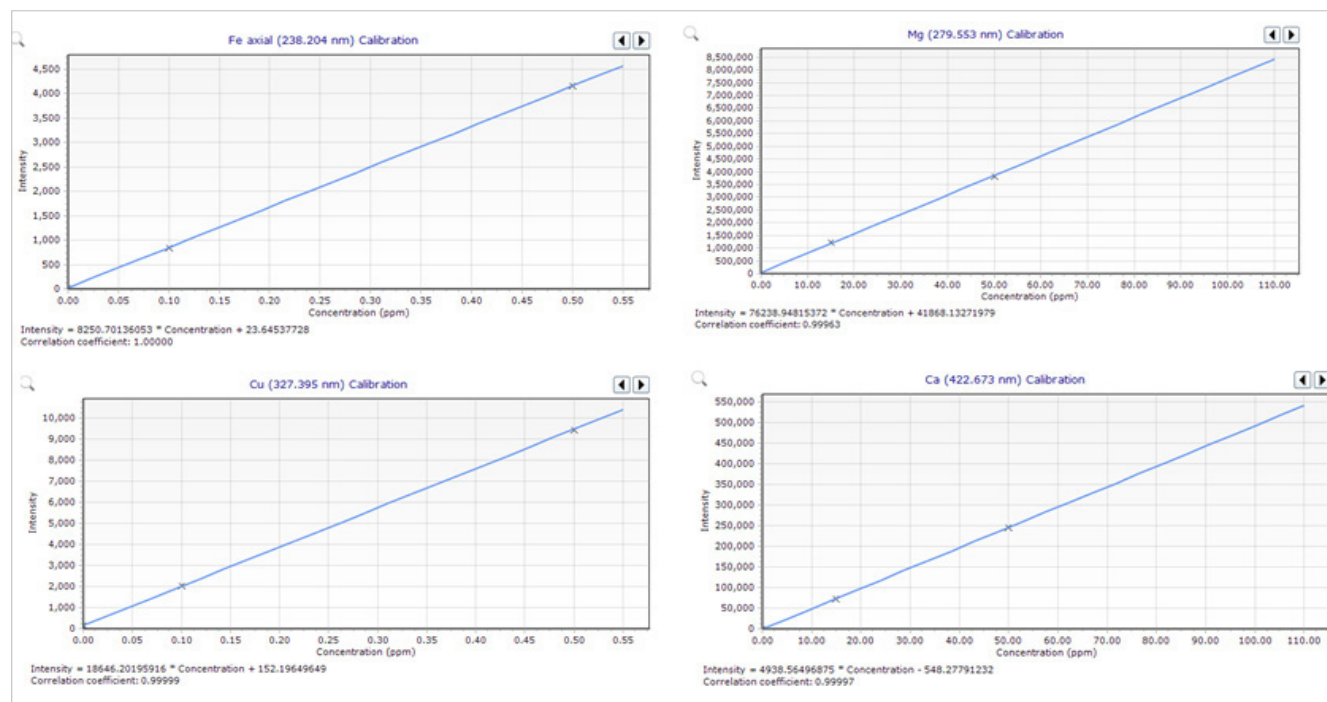 Fe axial (238.204 nm) Calibration
4,500
4,000
3,500
3,000
2,500
2,000
1,500
1,000
500
0
Intensity
0.00 0.05 0.10 0.15 0.20 0.25 0.30 0.35 0.40 0.45 0.50 0.55
Concentration (ppm)
Intensity = 8250.70136053 * Concentration + 23.64537728
Correlation coefficient: 1.00000
Mg (279.553 nm) Calibration
8,500,000
8,000,000
7,500,000
7,000,000
6,500,000
6,000,000
5,500,000
5,000,000
4,500,000
4,000,000
3,500,000
3,000,000
2,500,000
2,000,000
1,500,000
1,000,000
500,000
0
Intensity
0.00 10.00 20.00 30.00 40.00 50.00 60.00 70.00 80.00 90.00 100.00 110.00
Concentration (ppm)
Intensity = 76238.94815372 * Concentration + 41868.13271979
Correlation coefficient: 0.99963
Cu (327.395 nm) Calibration
10,000
9,000
8,000
7,000
6,000
5,000
4,000
3,000
2,000
1,000
0
Intensity
0.00 0.05 0.10 0.15 0.20 0.25 0.30 0.35 0.40 0.45 0.50 0.55
Concentration (ppm)
Intensity = 18646.20195916 * Concentration + 152.19649649
Correlation coefficient: 0.99999
Ca (422.673 nm) Calibration
550,000
500,000
450,000
400,000
350,000
300,000
250,000
200,000
150,000
100,000
50,000
0
Intensity
0.00 10.00 20.00 30.00 40.00 50.00 60.00 70.00 80.00 90.00 100.00 110.00
Concentration (ppm)
Intensity = 4938.56496875 * Concentration - 548.27791232
Correlation coefficient: 0.99997